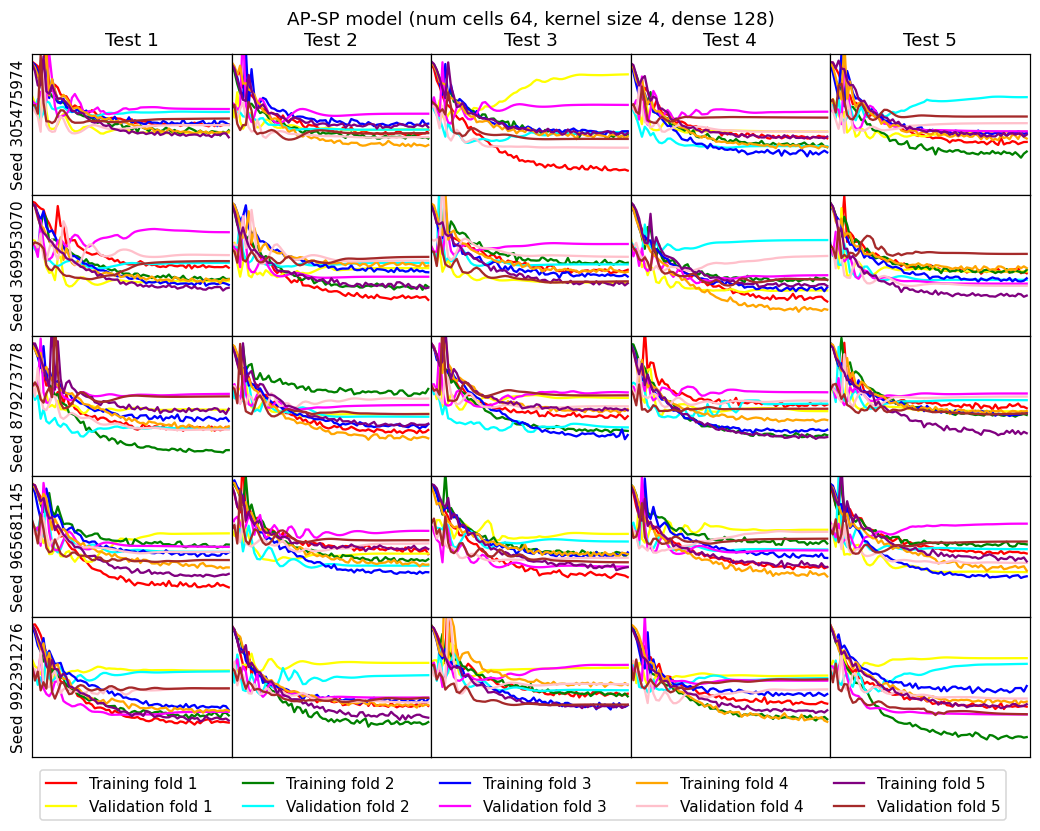 AP-SP model (num cells 64, kernel size 4, dense 128)
Test 1
Test 2
Test 3
Test 4
Test 5
Seed 305475974
Seed 369953070
Seed 879273778
Seed 965681145
Seed 992391276
Training fold 1
Training fold 2
Training fold 3
Training fold 4
Training fold 5
Validation fold 1
Validation fold 2
Validation fold 3
Validation fold 4
Validation fold 5